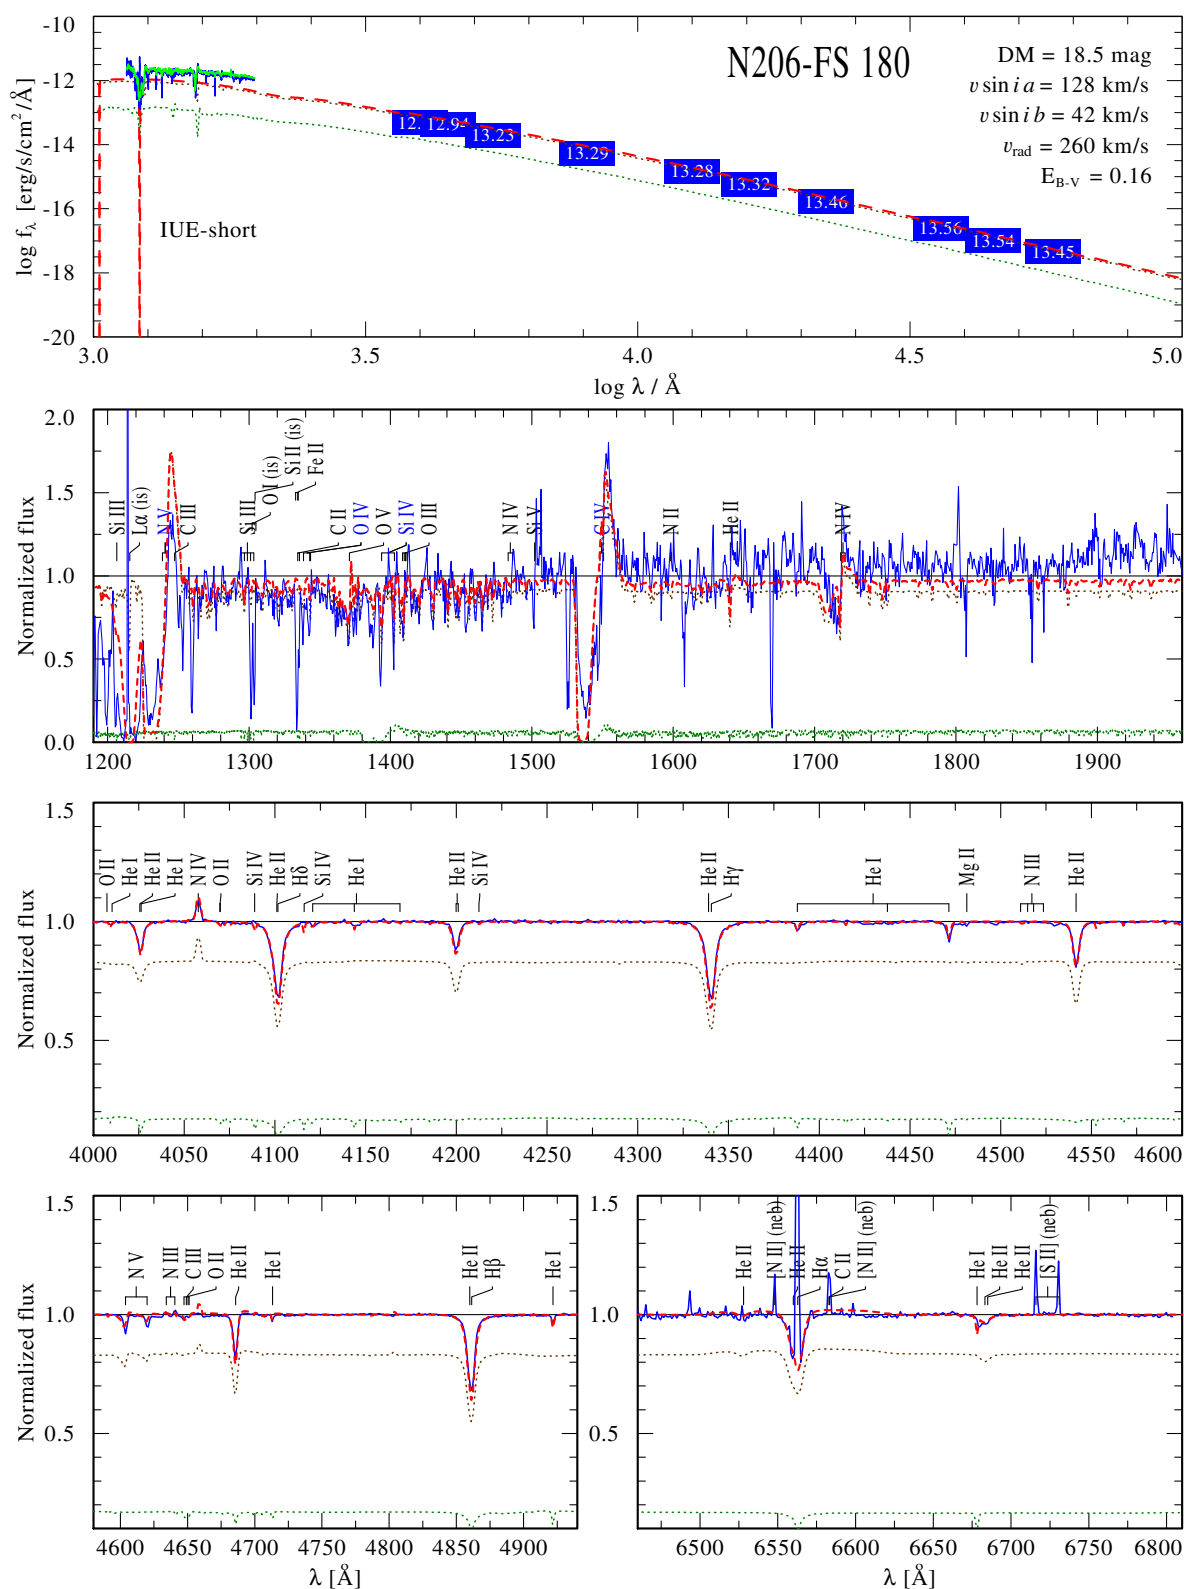 N206-FS 180
DM = 18.5 mag
v sin i a = 128 km/s
v sin i b = 42 km/s
v_rad = 260 km/s
E_B-V = 0.16
log f_λ [erg/s/cm²/Å]
-10
-12
-14
-16
-18
-20
IUE-short
12.94
13.23
13.29
13.28
13.32
13.46
13.56
13.54
13.45
3.0 3.5 4.0 4.5 5.0
log λ / Å
Normalized flux
2.0
1.5
1.0
0.5
0.0
Si III
Lα (is)
N V
C III
Si III
O I (is)
Si II (is)
Fe II
C II
O IV
O V
Si IV
O III
N IV
Si V
C IV
N II
He II
N IV
1200 1300 1400 1500 1600 1700 1800 1900
Normalized flux
1.5
1.0
0.5
O II
He I
He II
He I
N IV
O II
Si IV
He II
Hδ
Si IV
He I
He II
Si IV
He II
Hγ
He I
Mg II
N III
He II
4000 4050 4100 4150 4200 4250 4300 4350 4400 4450 4500 4550 4600
Normalized flux
1.5
1.0
0.5
N V
N III
C III
O II
He II
He I
He II
Hβ
He I
4600 4650 4700 4750 4800 4850 4900
λ [Å]
1.5
1.0
0.5
He II
[N II] (neb)
He II
Hα
C II
[N II] (neb)
He I
He II
He II
[S II] (neb)
6500 6550 6600 6650 6700 6750 6800
λ [Å]